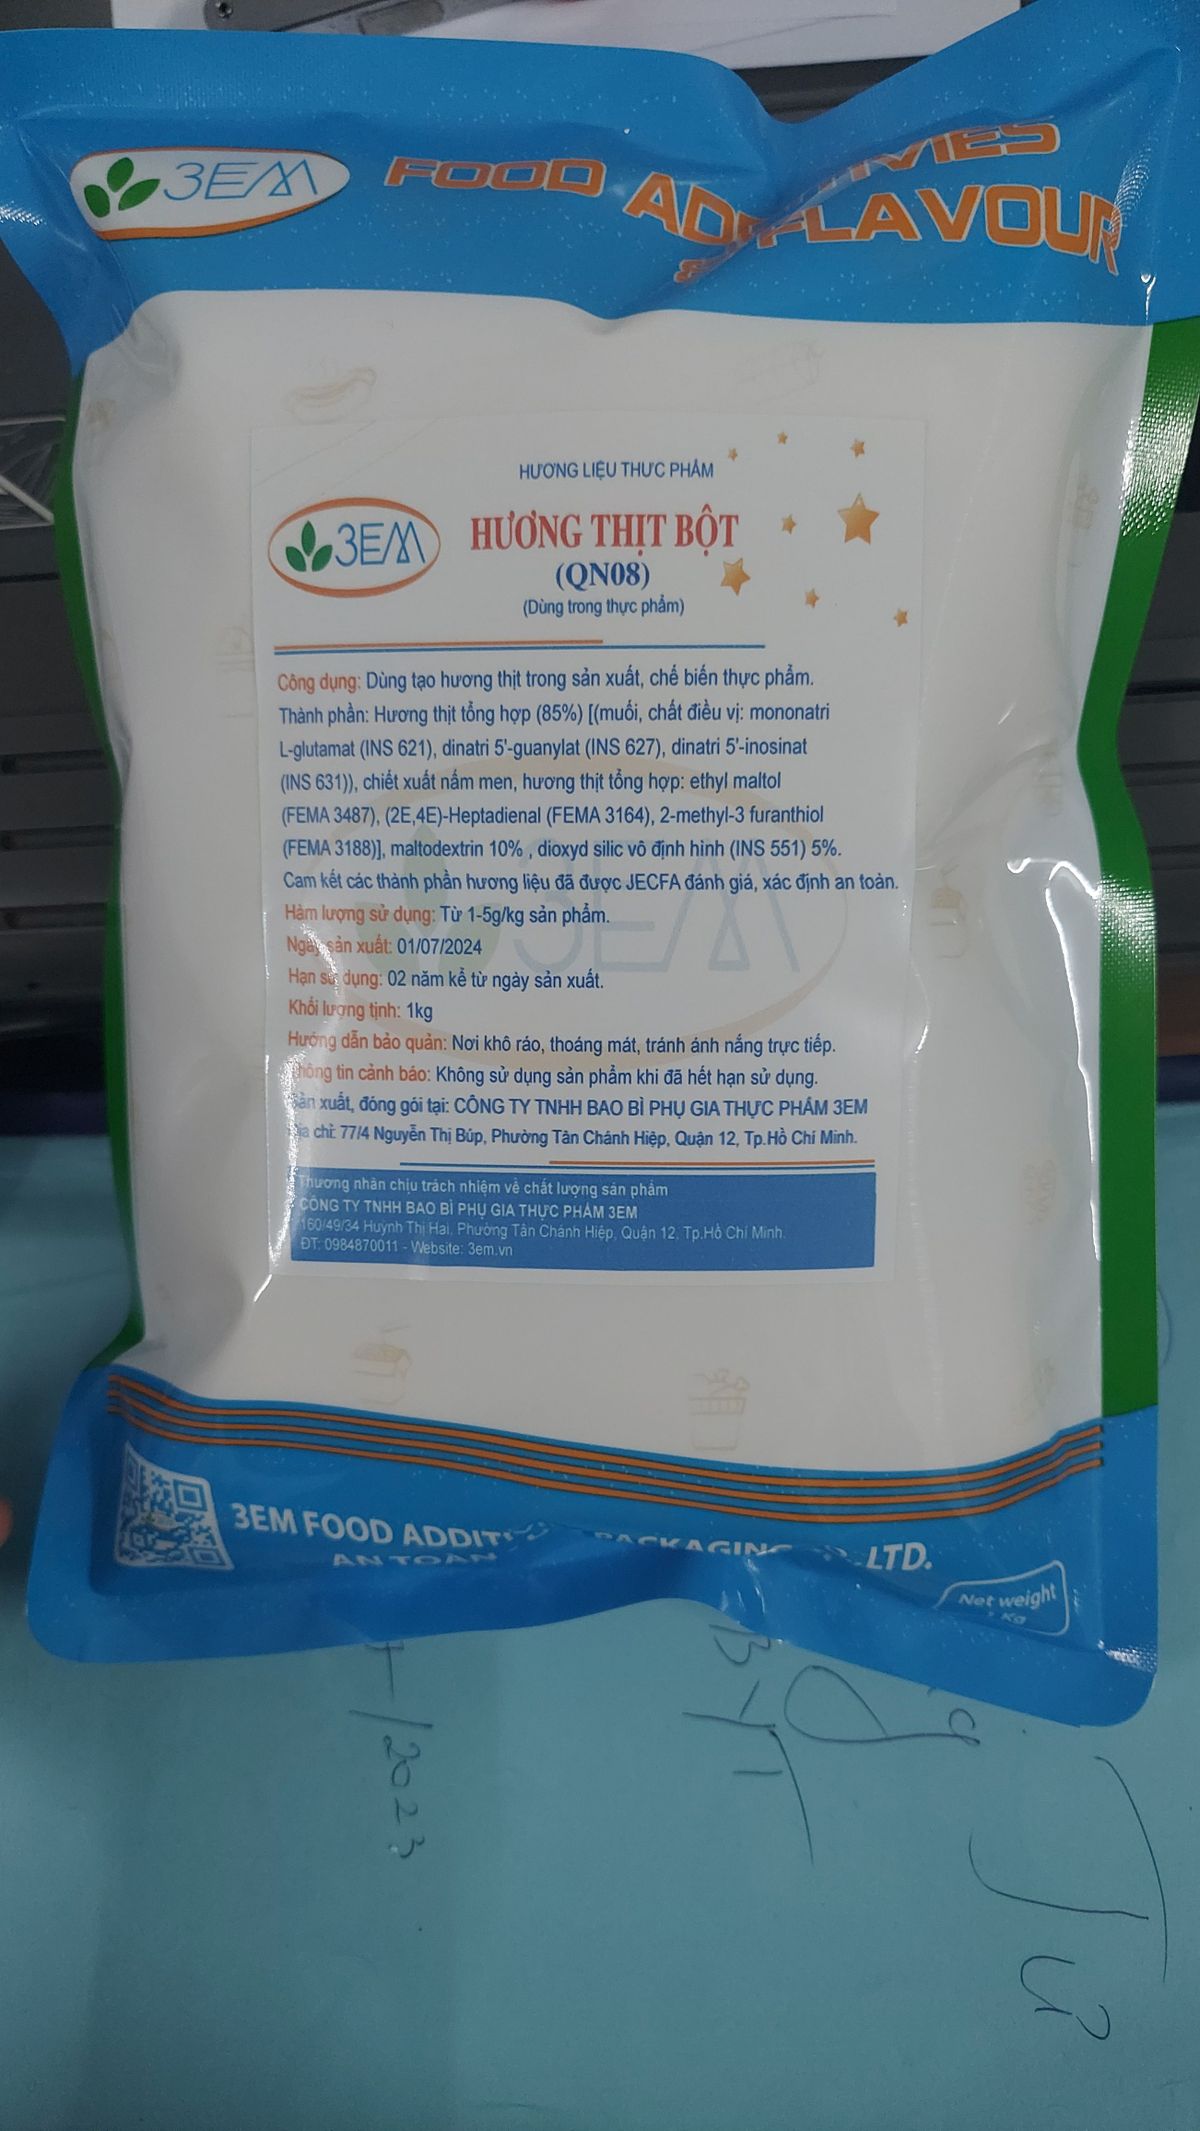 3EM
FOOD ADDITIVES
& FLAVOUR
HƯƠNG LIỆU THỰC PHẨM
3EM
HƯƠNG THỊT BỘT
(QN08)
(Dùng trong thực phẩm)
Công dụng: Dùng tạo hương thịt trong sản xuất, chế biến thực phẩm.
Thành phần: Hương thịt tổng hợp (85%) [(muối, chất điều vị: mononatri
L-glutamat (INS 621), dinatri 5'-guanylat (INS 627), dinatri 5'-inosinat
(INS 631)), chiết xuất nấm men, hương thịt tổng hợp: ethyl maltol
(FEMA 3487), (2E,4E)-Heptadienal (FEMA 3164), 2-methyl-3 furanthiol
(FEMA 3188)], maltodextrin 10% , dioxyd silic vô định hình (INS 551) 5%.
Cam kết các thành phần hương liệu đã được JECFA đánh giá, xác định an toàn.
Hàm lượng sử dụng: Từ 1-5g/kg sản phẩm.
Ngày sản xuất: 01/07/2024
Hạn sử dụng: 02 năm kể từ ngày sản xuất.
Khối lượng tịnh: 1kg
Hướng dẫn bảo quản: Nơi khô ráo, thoáng mát, tránh ánh nắng trực tiếp.
Thông tin cảnh báo: Không sử dụng sản phẩm khi đã hết hạn sử dụng.
Sản xuất, đóng gói tại: CÔNG TY TNHH BAO BÌ PHỤ GIA THỰC PHẨM 3EM
Địa chỉ: 77/4 Nguyễn Thị Búp, Phường Tân Chánh Hiệp, Quận 12, Tp.Hồ Chí Minh.
Thương nhân chịu trách nhiệm về chất lượng sản phẩm
CÔNG TY TNHH BAO BÌ PHỤ GIA THỰC PHẨM 3EM
160/49/34 Huỳnh Thị Hai, Phường Tân Chánh Hiệp, Quận 12, Tp.Hồ Chí Minh.
ĐT: 0984870011 - Website: 3em.vn
3EM FOOD ADDITIVES PACKAGING CO., LTD.
AN TOÀN
Net weight
1 Kg
/2023